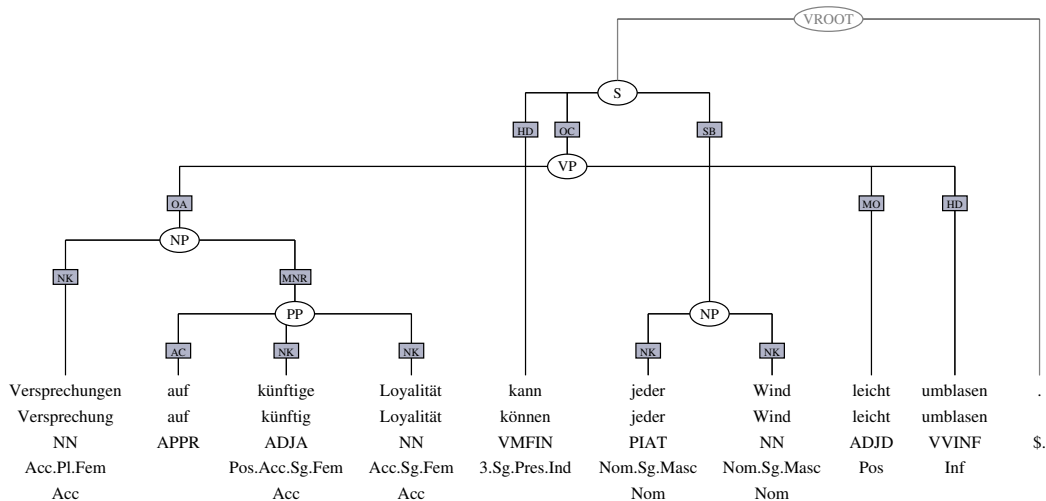 VROOT
S
HD OC SB
VP
OA MO HD
NP
NK MNR
PP NP
AC NK NK NK NK
Versprechungen auf künftige Loyalität kann jeder Wind leicht umblasen .
Versprechung auf künftig Loyalität können jeder Wind leicht umblasen
NN APPR ADJA NN VMFIN PIAT NN ADJD VVINF $.
Acc.Pl.Fem Pos.Acc.Sg.Fem Acc.Sg.Fem 3.Sg.Pres.Ind Nom.Sg.Masc Nom.Sg.Masc Pos Inf
Acc Acc Acc Nom Nom